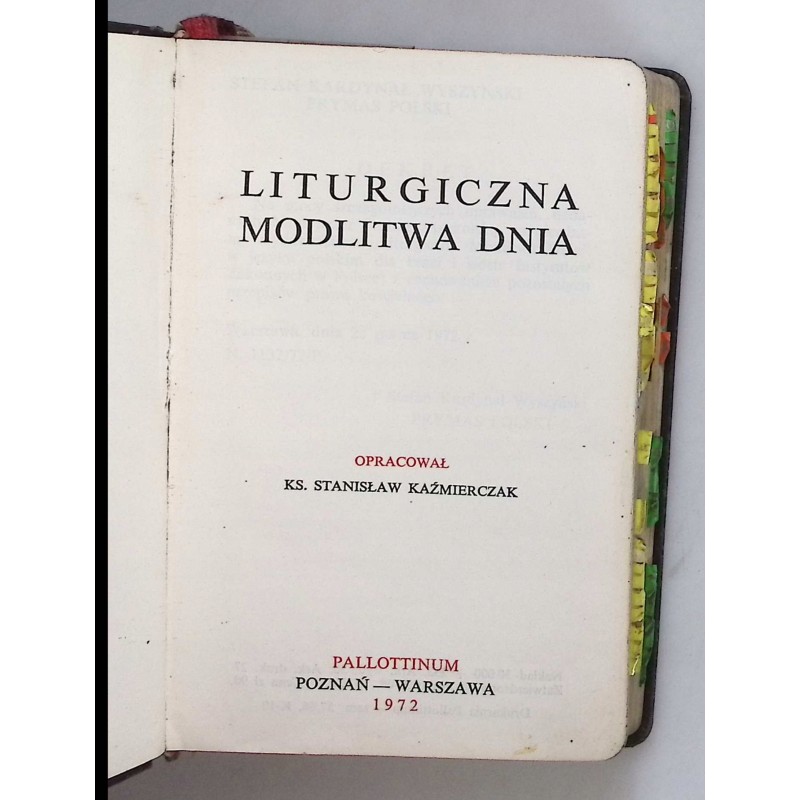 LITURGICZNA
MODLITWA DNIA
OPRACOWAŁ
KS. STANISŁAW KAŹMIERCZAK
PALLOTTINUM
POZNAŃ — WARSZAWA
1972